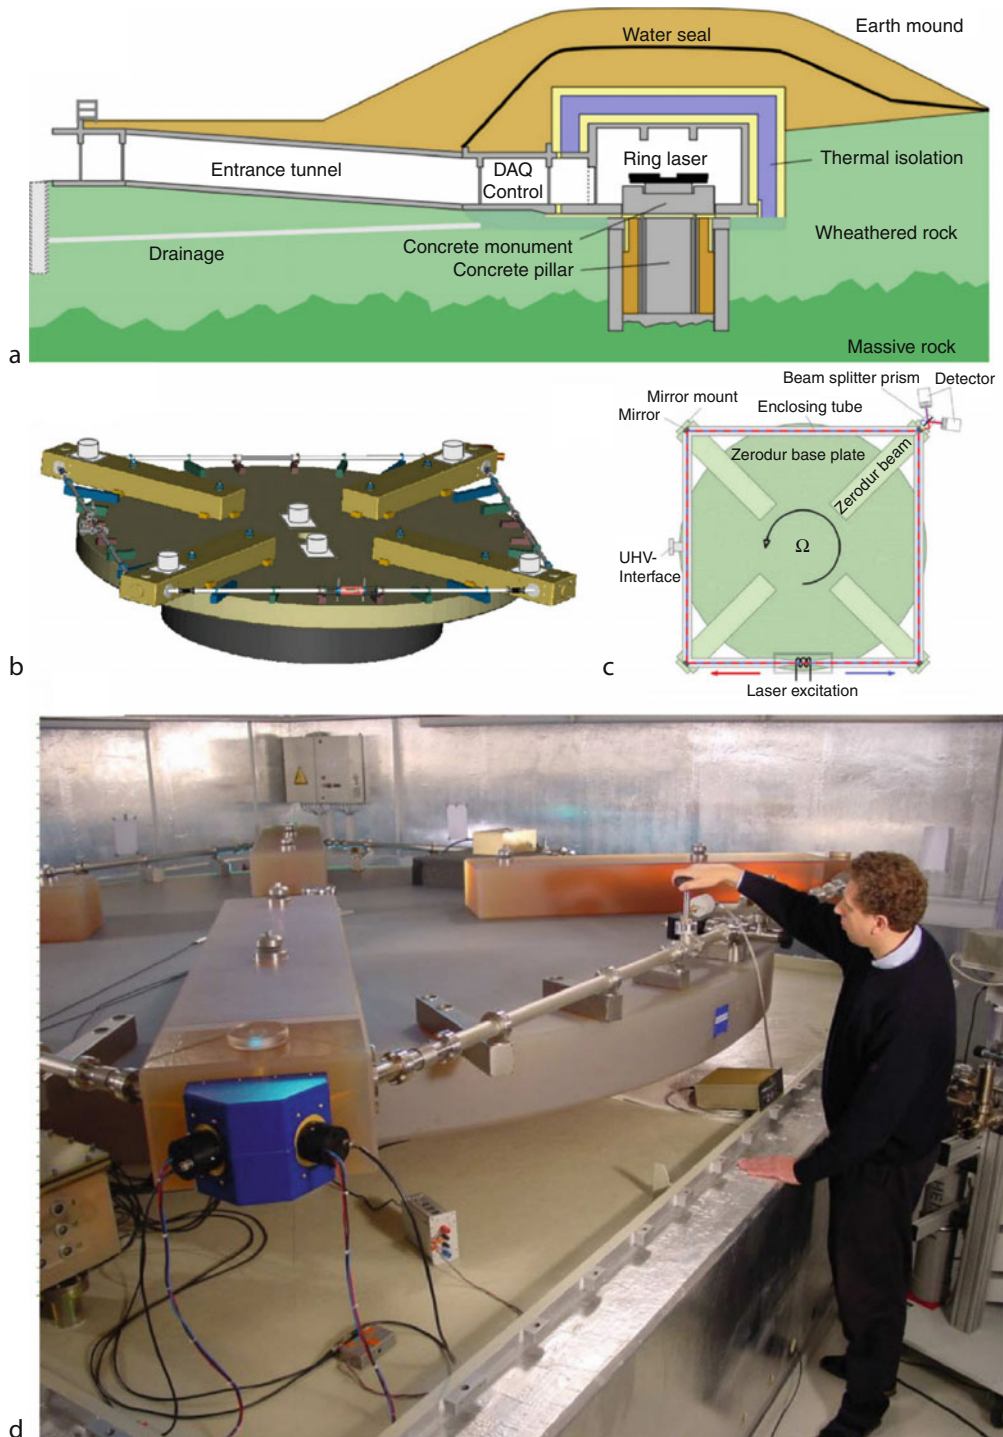 Earth mound
Water seal
Entrance tunnel
DAQ
Control
Ring laser
Thermal isolation
Concrete monument
Concrete pillar
Wheathered rock
Drainage
Massive rock
a
Beam splitter prism
Detector
Mirror mount
Mirror
Enclosing tube
Zerodur base plate
Zerodur beam
UHV-
Interface
Ω
Laser excitation
b
c
d